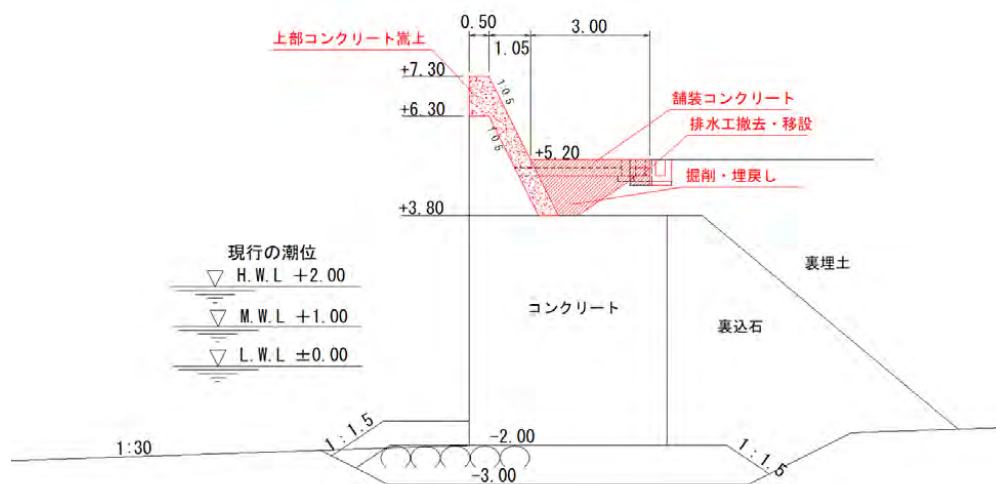 0.50
3.00
上部コンクリート嵩上
1.05
+7.30
1:0.5
舗装コンクリート
+6.30
排水工撤去・移設
1:0.5
+5.20
掘削・埋戻し
+3.80
現行の潮位
H.W.L +2.00
裏埋土
コンクリート
M.W.L +1.00
裏込石
L.W.L ±0.00
1:1.5
1:30
-2.00
1:1.5
-3.00